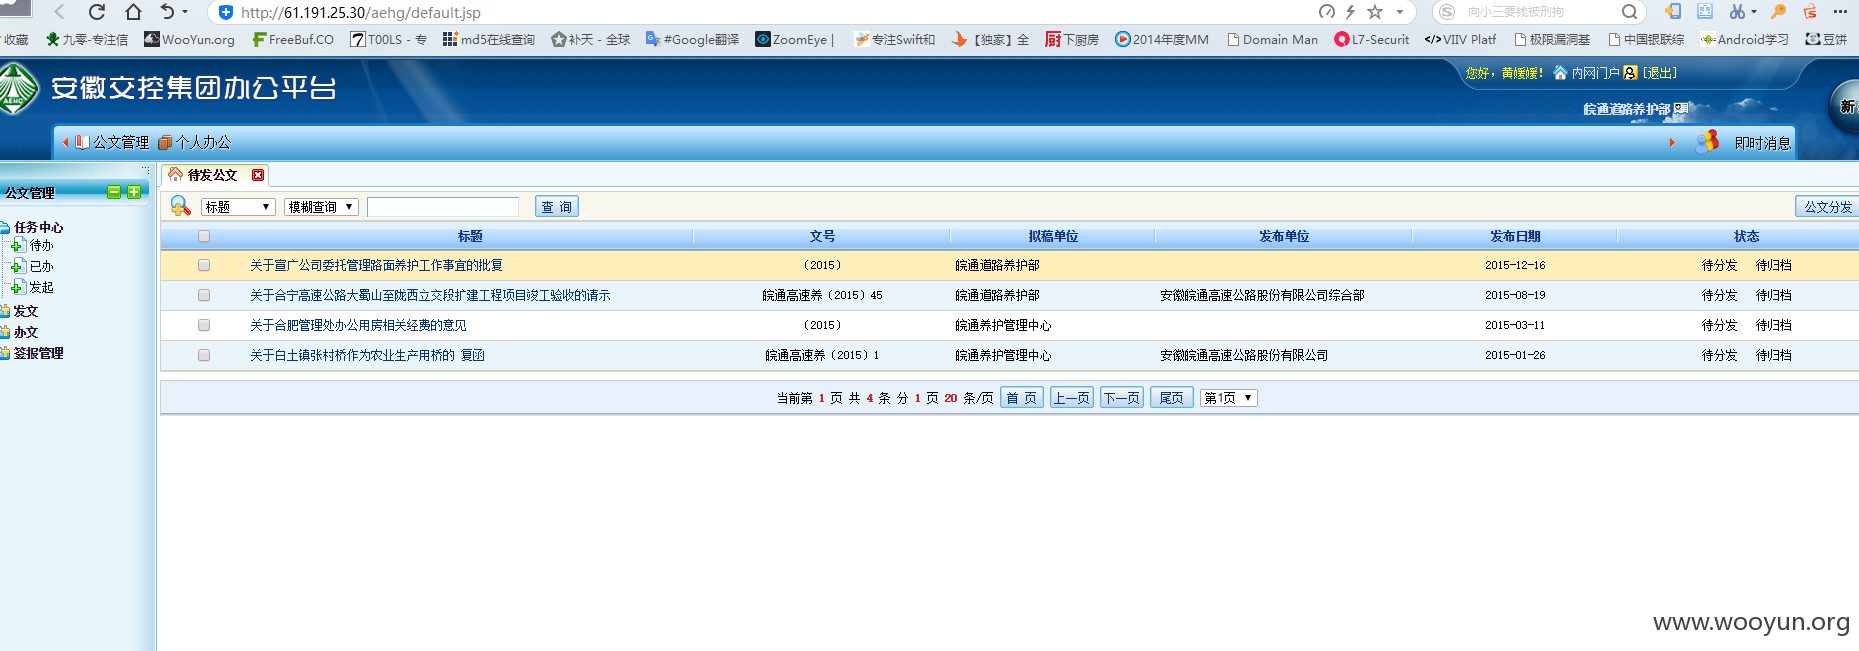 http://61.191.25.30/aehg/default.jsp 向小三要钱被刑拘
收藏 九零-专注信 WooYun.org FreeBuf.CO T00LS - 专 md5在线查询 补天 - 全球 #Google翻译 ZoomEye | 专注Swift和 【独家】全 下厨房 2014年度MM Domain Man L7-Securit VIIV Platf 极限漏洞基 中国银联综 Android学习 豆饼
安徽交控集团办公平台
您好，黄媛媛！ 内网门户 [退出]
皖通道路养护部
新
公文管理 个人办公 即时消息
待发公文
公文管理
标题 模糊查询 查 询 公文分发
任务中心
待办
已办
发起
发文
办文
签报管理
标题 文号 拟稿单位 发布单位 发布日期 状态
关于宣广公司委托管理路面养护工作事宜的批复 （2015） 皖通道路养护部 2015-12-16 待分发 待归档
关于合宁高速公路大蜀山至陇西立交段扩建工程项目竣工验收的请示 皖通高速养（2015）45 皖通道路养护部 安徽皖通高速公路股份有限公司综合部 2015-08-19 待分发 待归档
关于合肥管理处办公用房相关经费的意见 （2015） 皖通养护管理中心 2015-03-11 待分发 待归档
关于白土镇张村桥作为农业生产用桥的 复函 皖通高速养（2015）1 皖通养护管理中心 安徽皖通高速公路股份有限公司 2015-01-26 待分发 待归档
当前第 1 页 共 4 条 分 1 页 20 条/页 首 页 上一页 下一页 尾页 第1页
www.wooyun.org